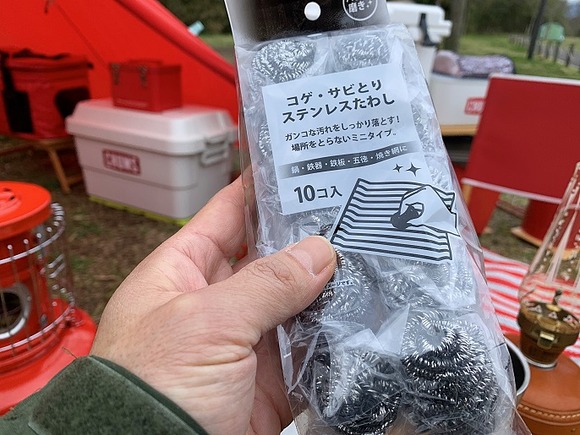 磨き。
コゲ・サビとり
ステンレスたわし
ガンコな汚れをしっかり落とす!
場所をとらないミニタイプ。
鍋・鉄器・鉄板・五徳・焼き網に
10コ入
CHUMS